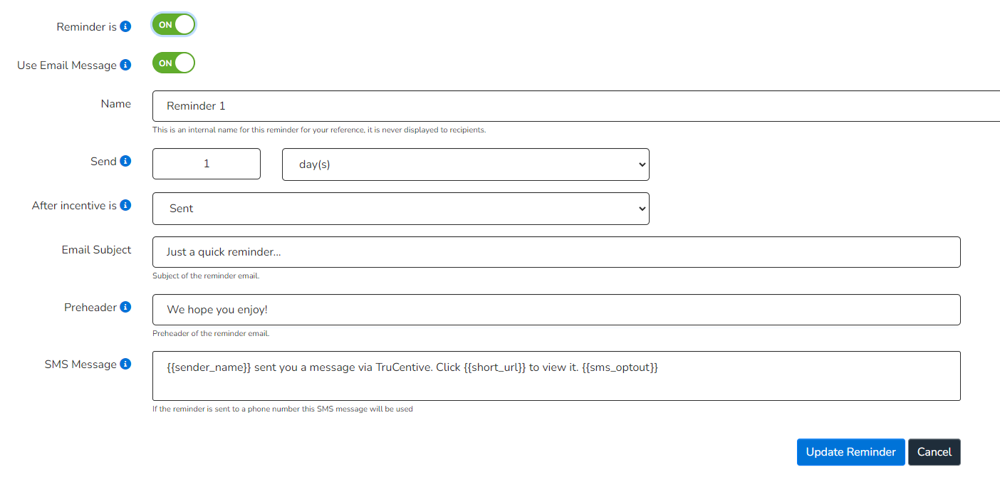 Reminder is
ON
Use Email Message
ON
Name
Reminder 1
This is an internal name for this reminder for your reference, it is never displayed to recipients.
Send
1
day(s)
After incentive is
Sent
Email Subject
Just a quick reminder...
Subject of the reminder email.
Preheader
We hope you enjoy!
Preheader of the reminder email.
SMS Message
{{sender_name}} sent you a message via TruCentive. Click {{short_url}} to view it. {{sms_optout}}
If the reminder is sent to a phone number this SMS message will be used
Update Reminder
Cancel